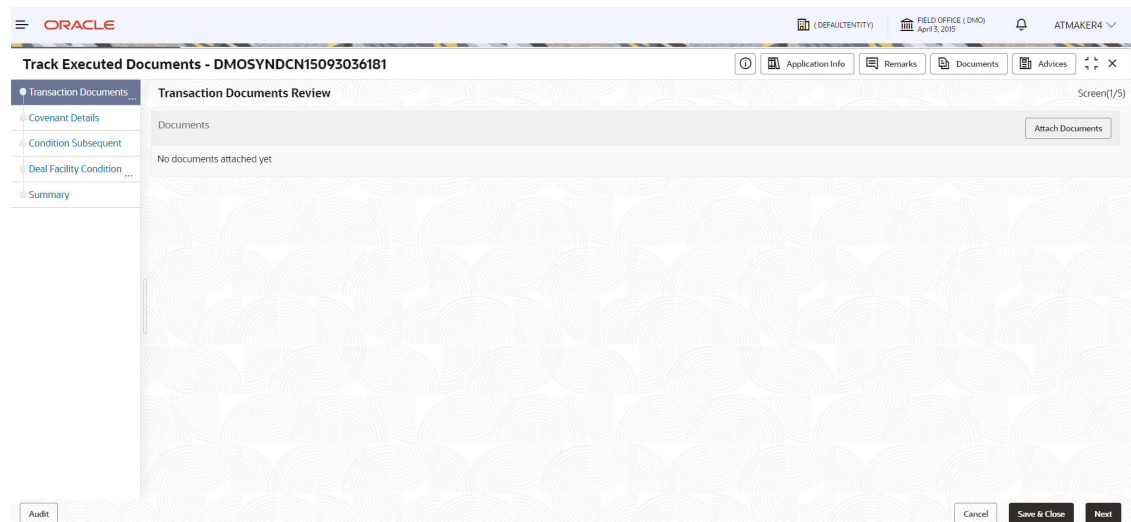 ORACLE
( DEFAULTENTITY)
FIELD OFFICE ( DMO)
April 3, 2015
ATMAKER4
Track Executed Documents - DMOSYNDCN15093036181
Application Info
Remarks
Documents
Advices
Transaction Documents ...
Covenant Details
Condition Subsequent
Deal Facility Condition ...
Summary
Transaction Documents Review
Screen(1/5)
Documents
Attach Documents
No documents attached yet
Audit
Cancel
Save & Close
Next